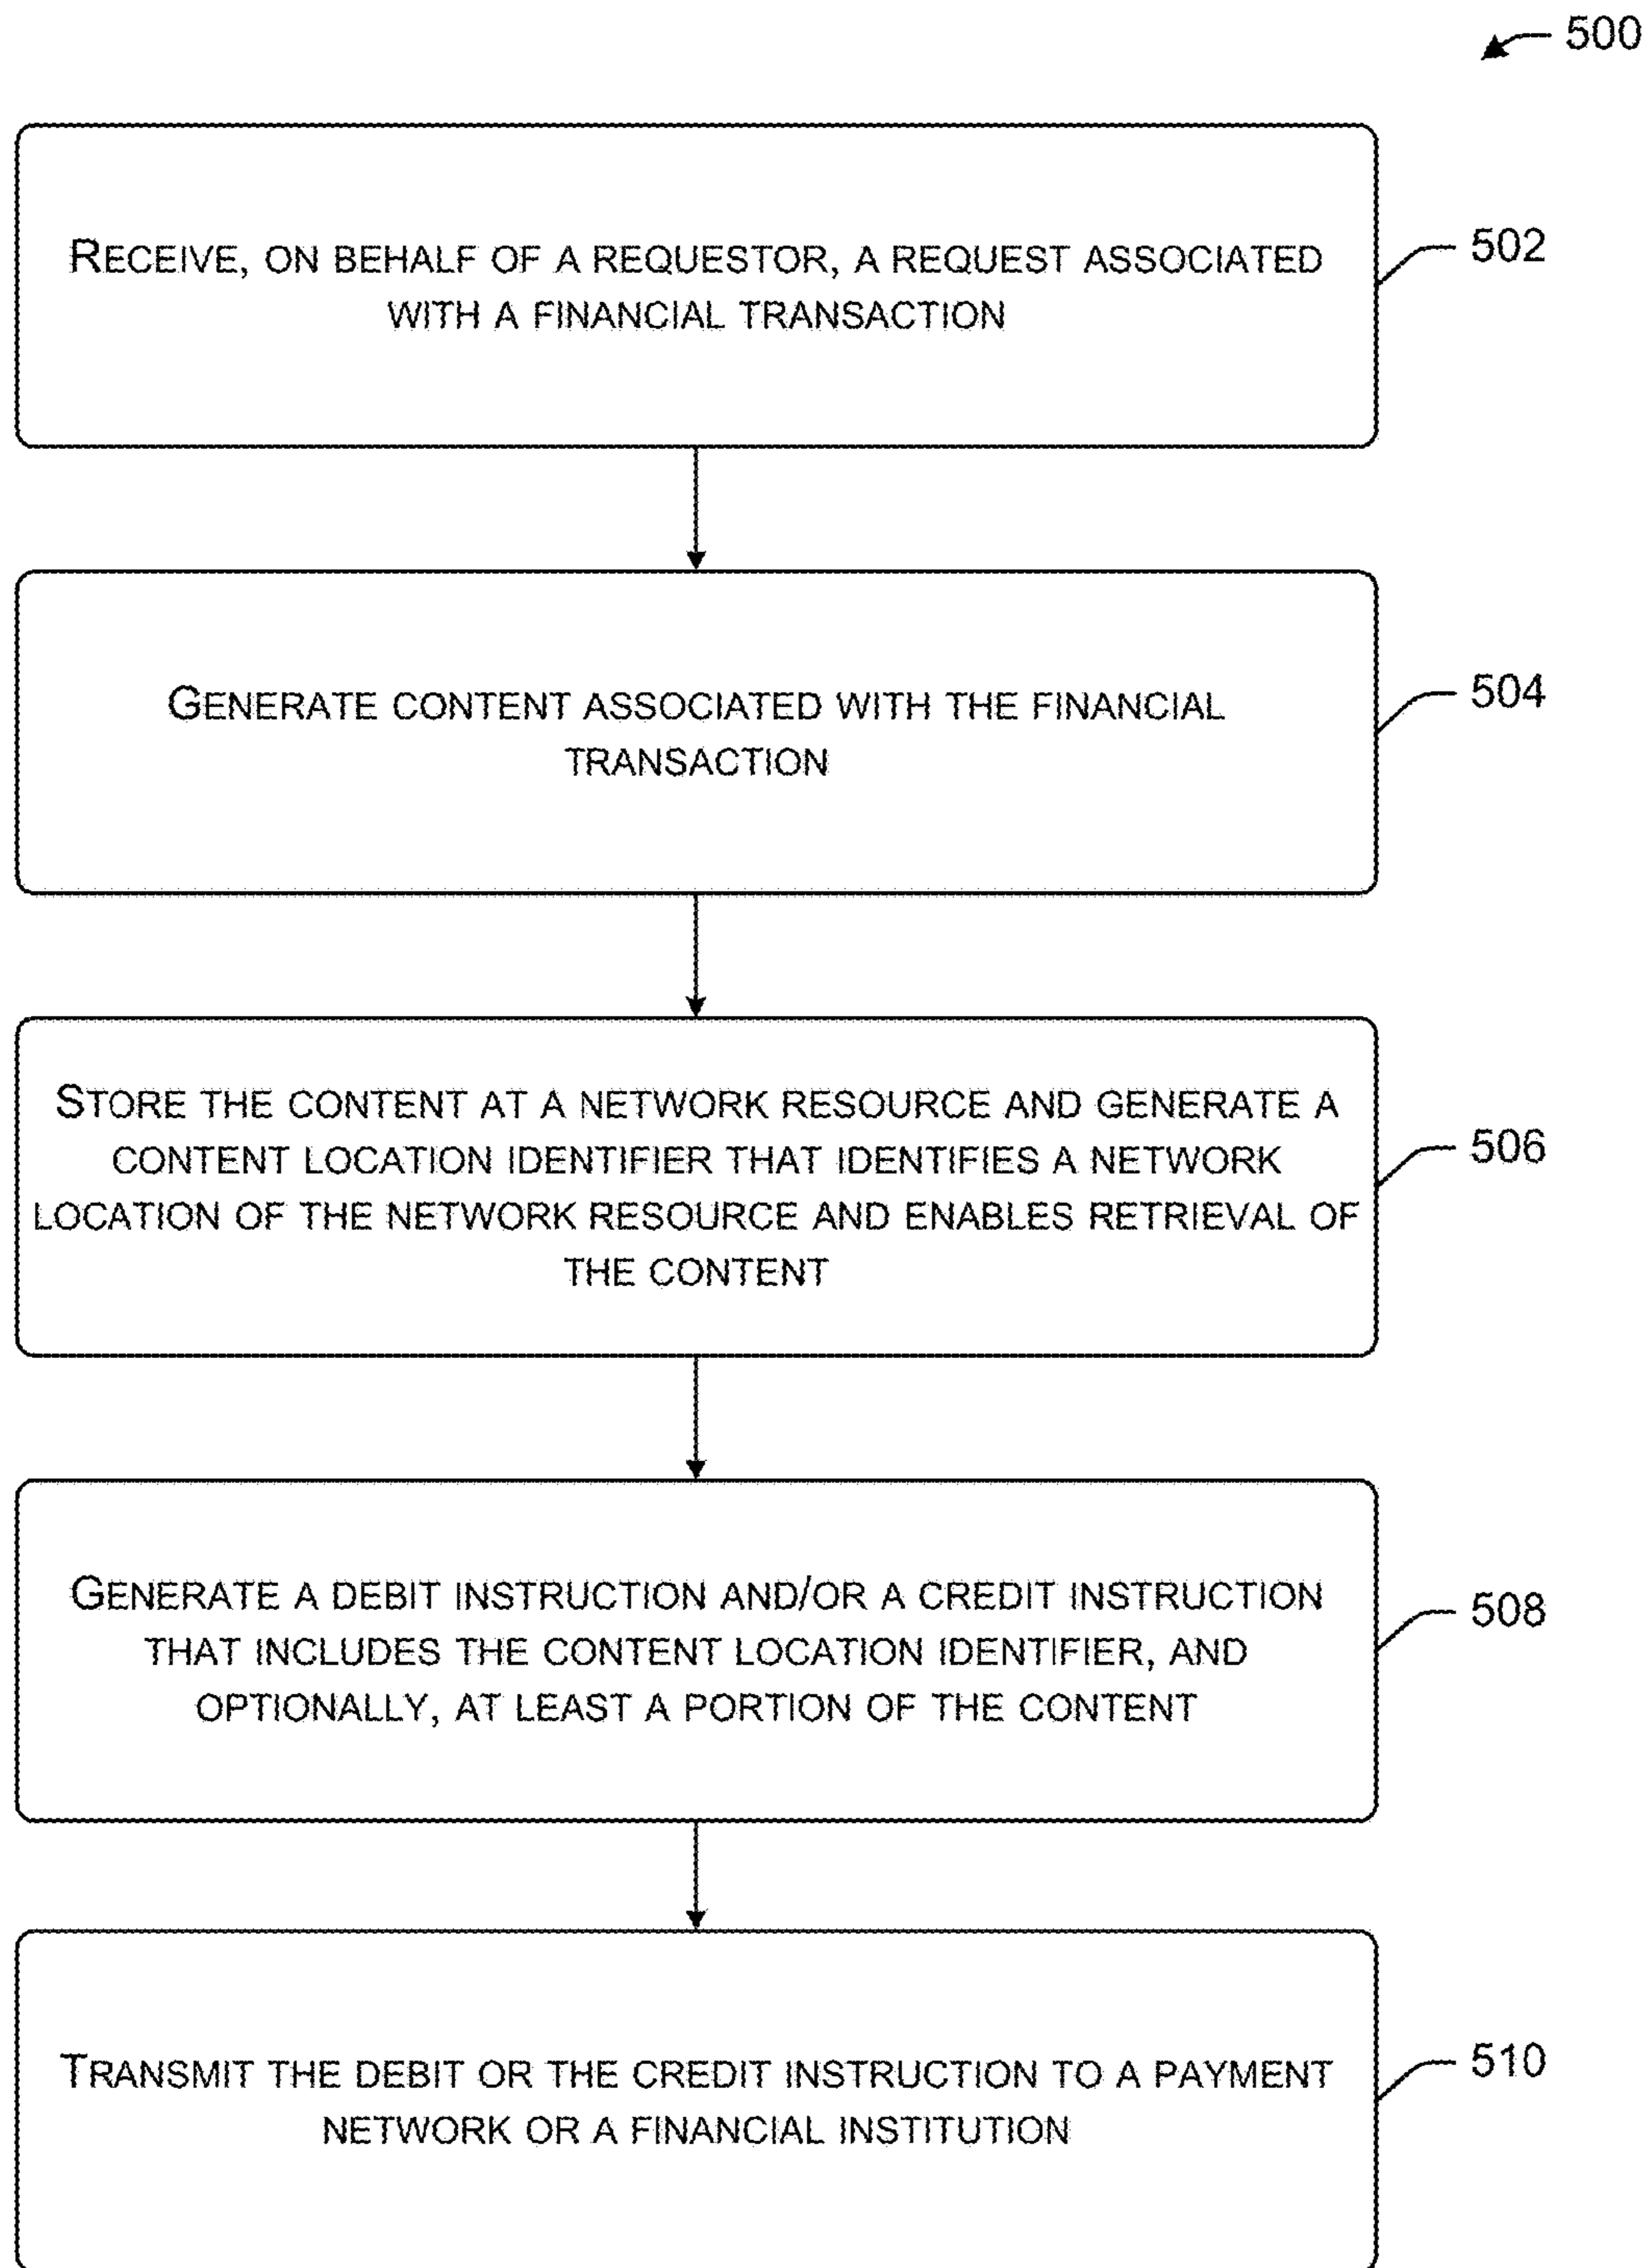 500
RECEIVE, ON BEHALF OF A REQUESTOR, A REQUEST ASSOCIATED
WITH A FINANCIAL TRANSACTION
502
GENERATE CONTENT ASSOCIATED WITH THE FINANCIAL
TRANSACTION
504
STORE THE CONTENT AT A NETWORK RESOURCE AND GENERATE A
CONTENT LOCATION IDENTIFIER THAT IDENTIFIES A NETWORK
LOCATION OF THE NETWORK RESOURCE AND ENABLES RETRIEVAL OF
THE CONTENT
506
GENERATE A DEBIT INSTRUCTION AND/OR A CREDIT INSTRUCTION
THAT INCLUDES THE CONTENT LOCATION IDENTIFIER, AND
OPTIONALLY, AT LEAST A PORTION OF THE CONTENT
508
TRANSMIT THE DEBIT OR THE CREDIT INSTRUCTION TO A PAYMENT
NETWORK OR A FINANCIAL INSTITUTION
510